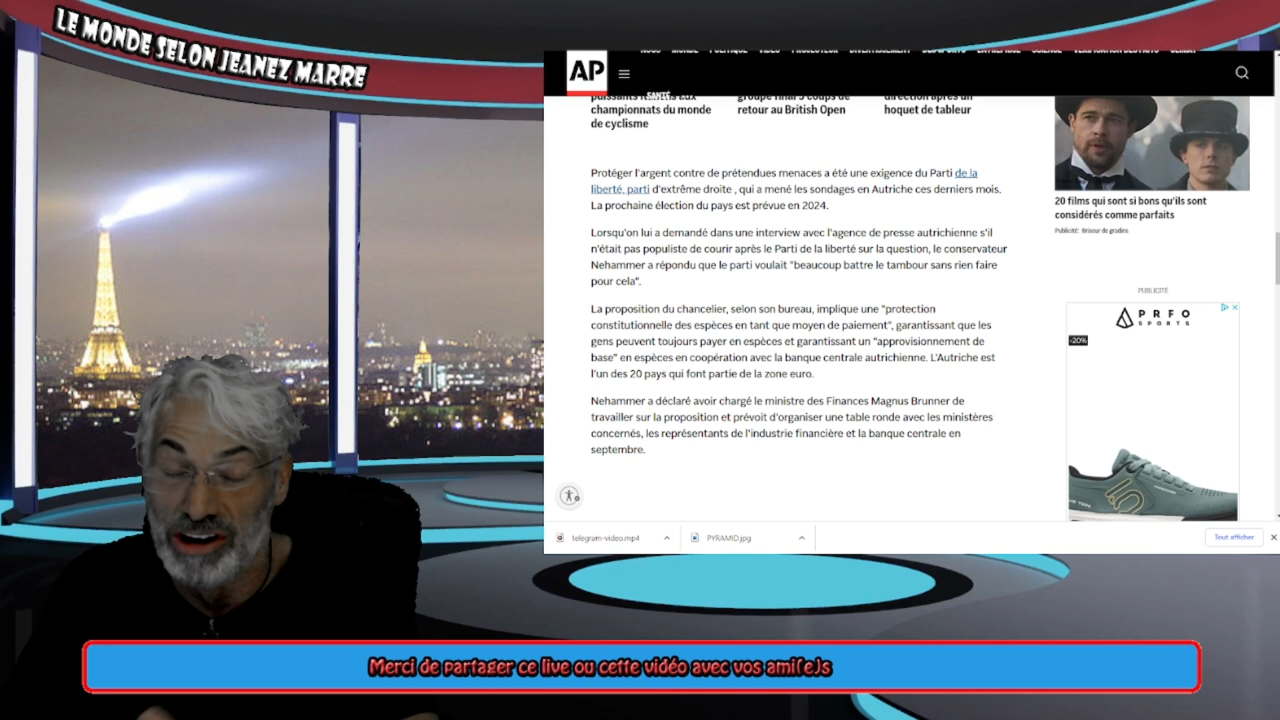 LE MONDE SELON JEANEZ MARRE
AP
SANTÉ
championnats du monde
de cyclisme
groupe final 5 coups de
retour au British Open
direction après un
hoquet de tableur
Protéger l'argent contre de prétendues menaces a été une exigence du Parti de la
liberté, parti d'extrême droite , qui a mené les sondages en Autriche ces derniers mois.
La prochaine élection du pays est prévue en 2024.
Lorsqu'on lui a demandé dans une interview avec l'agence de presse autrichienne s'il
n'était pas populiste de courir après le Parti de la liberté sur la question, le conservateur
Nehammer a répondu que le parti voulait "beaucoup battre le tambour sans rien faire
pour cela".
La proposition du chancelier, selon son bureau, implique une "protection
constitutionnelle des espèces en tant que moyen de paiement", garantissant que les
gens peuvent toujours payer en espèces et garantissant un "approvisionnement de
base" en espèces en coopération avec la banque centrale autrichienne. L'Autriche est
l'un des 20 pays qui font partie de la zone euro.
Nehammer a déclaré avoir chargé le ministre des Finances Magnus Brunner de
travailler sur la proposition et prévoit d'organiser une table ronde avec les ministères
concernés, les représentants de l'industrie financière et la banque centrale en
septembre.
20 films qui sont si bons qu'ils sont
considérés comme parfaits
Publicité: Briseur de gradins
PUBLICITÉ
PRFO
SPORTS
-20%
telegram-video.mp4
PYRAMID.jpg
Tout afficher
Merci de partager ce live ou cette vidéo avec vos ami(e)s